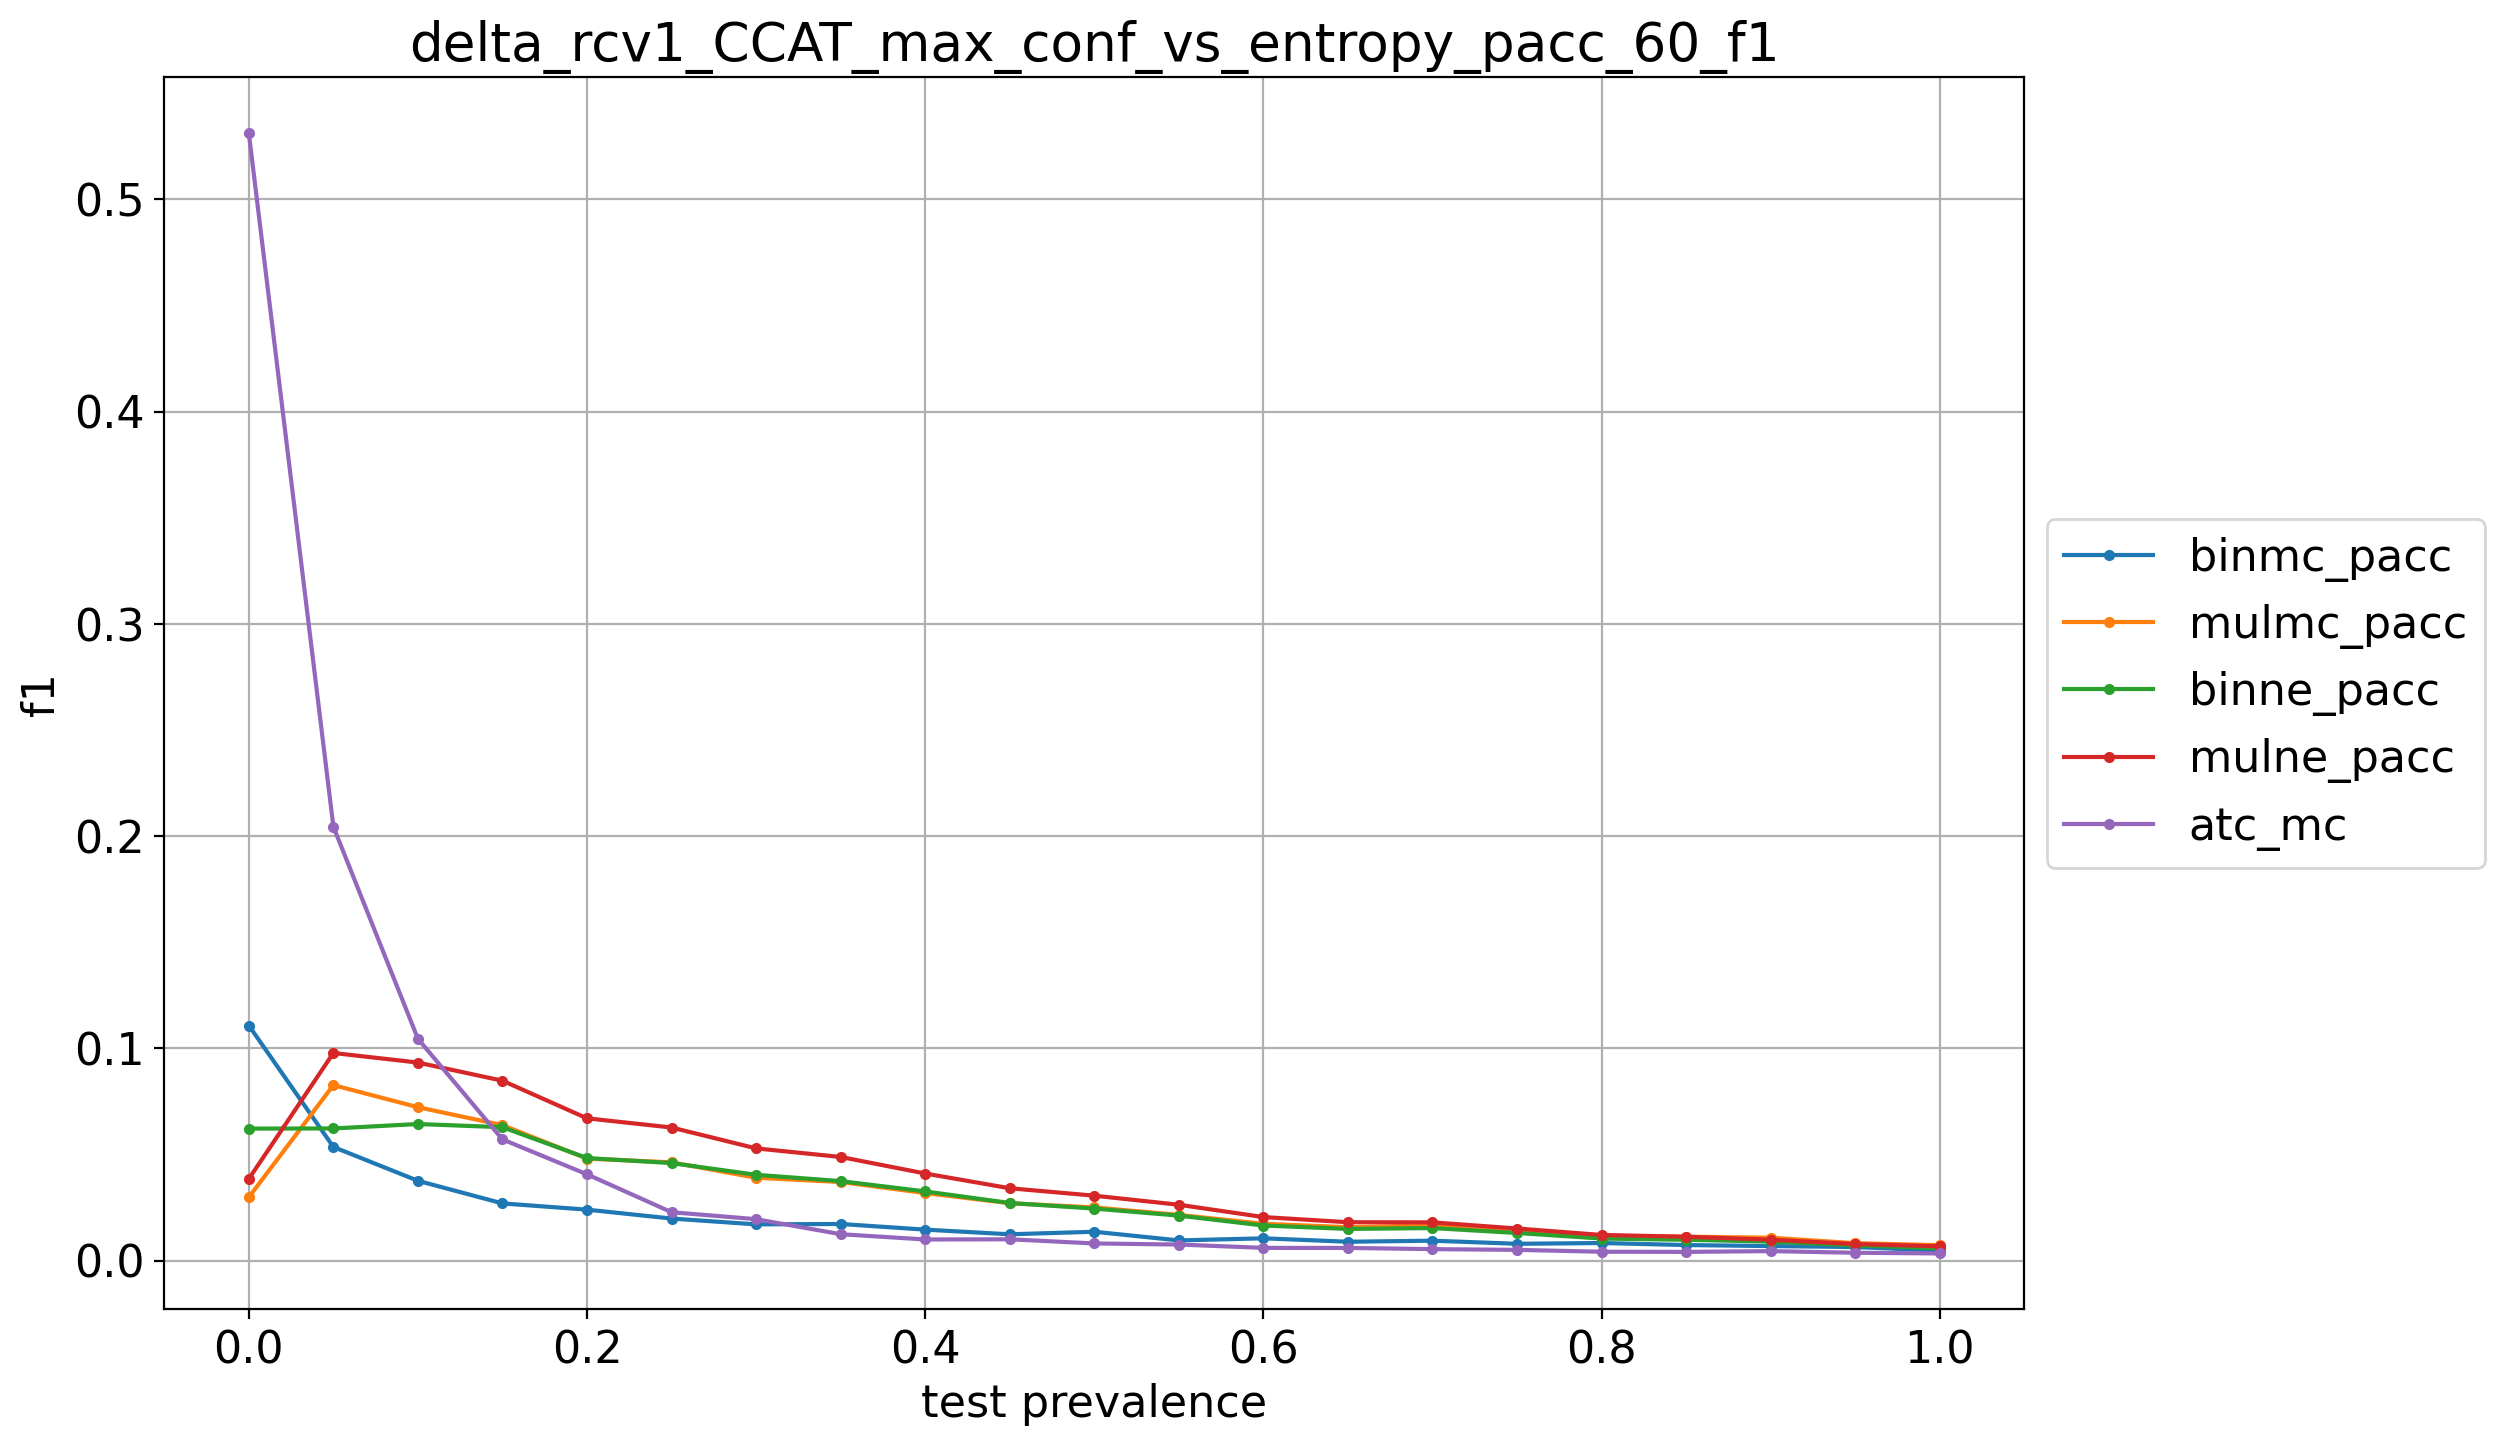 delta_rcv1_CCAT_max_conf_vs_entropy_pacc_60_f1
0.5
0.4
0.3
0.2
0.1
0.0
f1
0.0 0.2 0.4 0.6 0.8 1.0
test prevalence
binmc_pacc
mulmc_pacc
binne_pacc
mulne_pacc
atc_mc